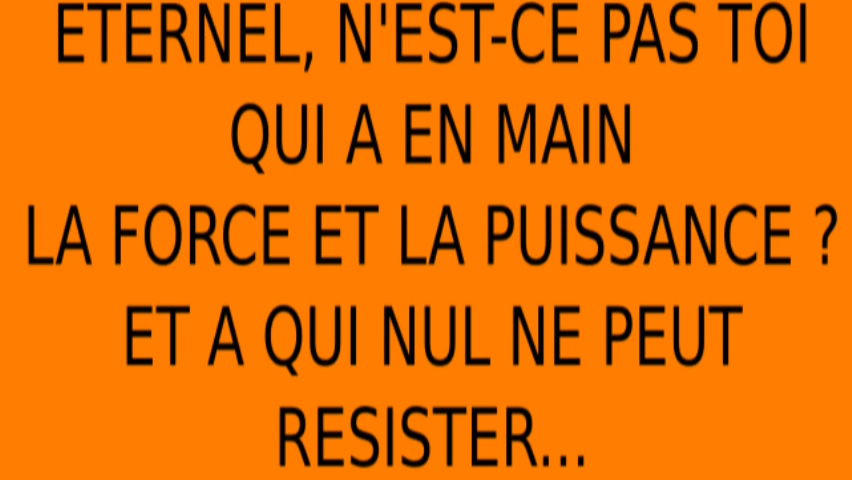 ETERNEL, N'EST-CE PAS TOI
QUI A EN MAIN
LA FORCE ET LA PUISSANCE ?
ET A QUI NUL NE PEUT
RESISTER...